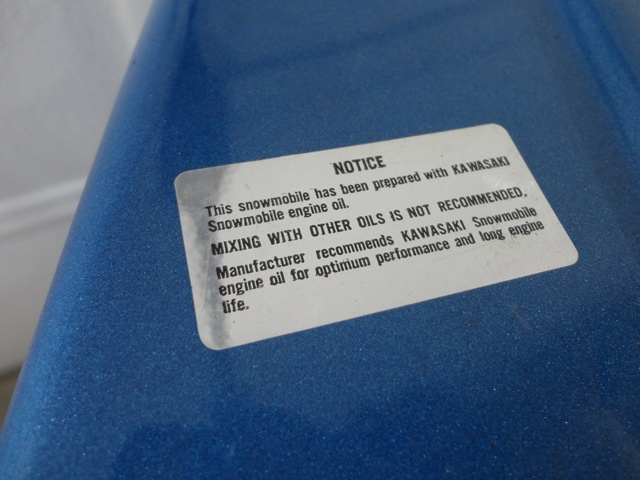 NOTICE
This snowmobile has been prepared with KAWASAKI
Snowmobile engine oil.
MIXING WITH OTHER OILS IS NOT RECOMMENDED.
Manufacturer recommends KAWASAKI Snowmobile
engine oil for optimum performance and long engine
life.